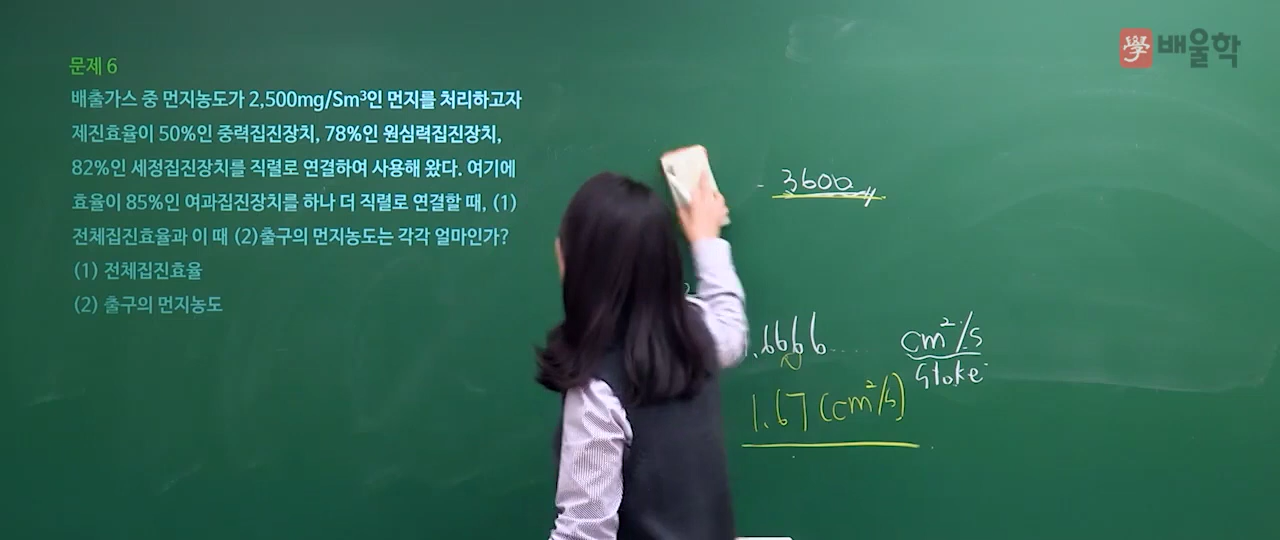 문제 6
배출가스 중 먼지농도가 2,500mg/Sm³인 먼지를 처리하고자
제진효율이 50%인 중력집진장치, 78%인 원심력집진장치,
82%인 세정집진장치를 직렬로 연결하여 사용해 왔다. 여기에
효율이 85%인 여과집진장치를 하나 더 직렬로 연결할 때, (1)
전체집진효율과 이 때 (2)출구의 먼지농도는 각각 얼마인가?
(1) 전체집진효율
(2) 출구의 먼지농도
學 배울학
3600
.6666....
cm²/s
Stoke
1.67 (cm²/s)